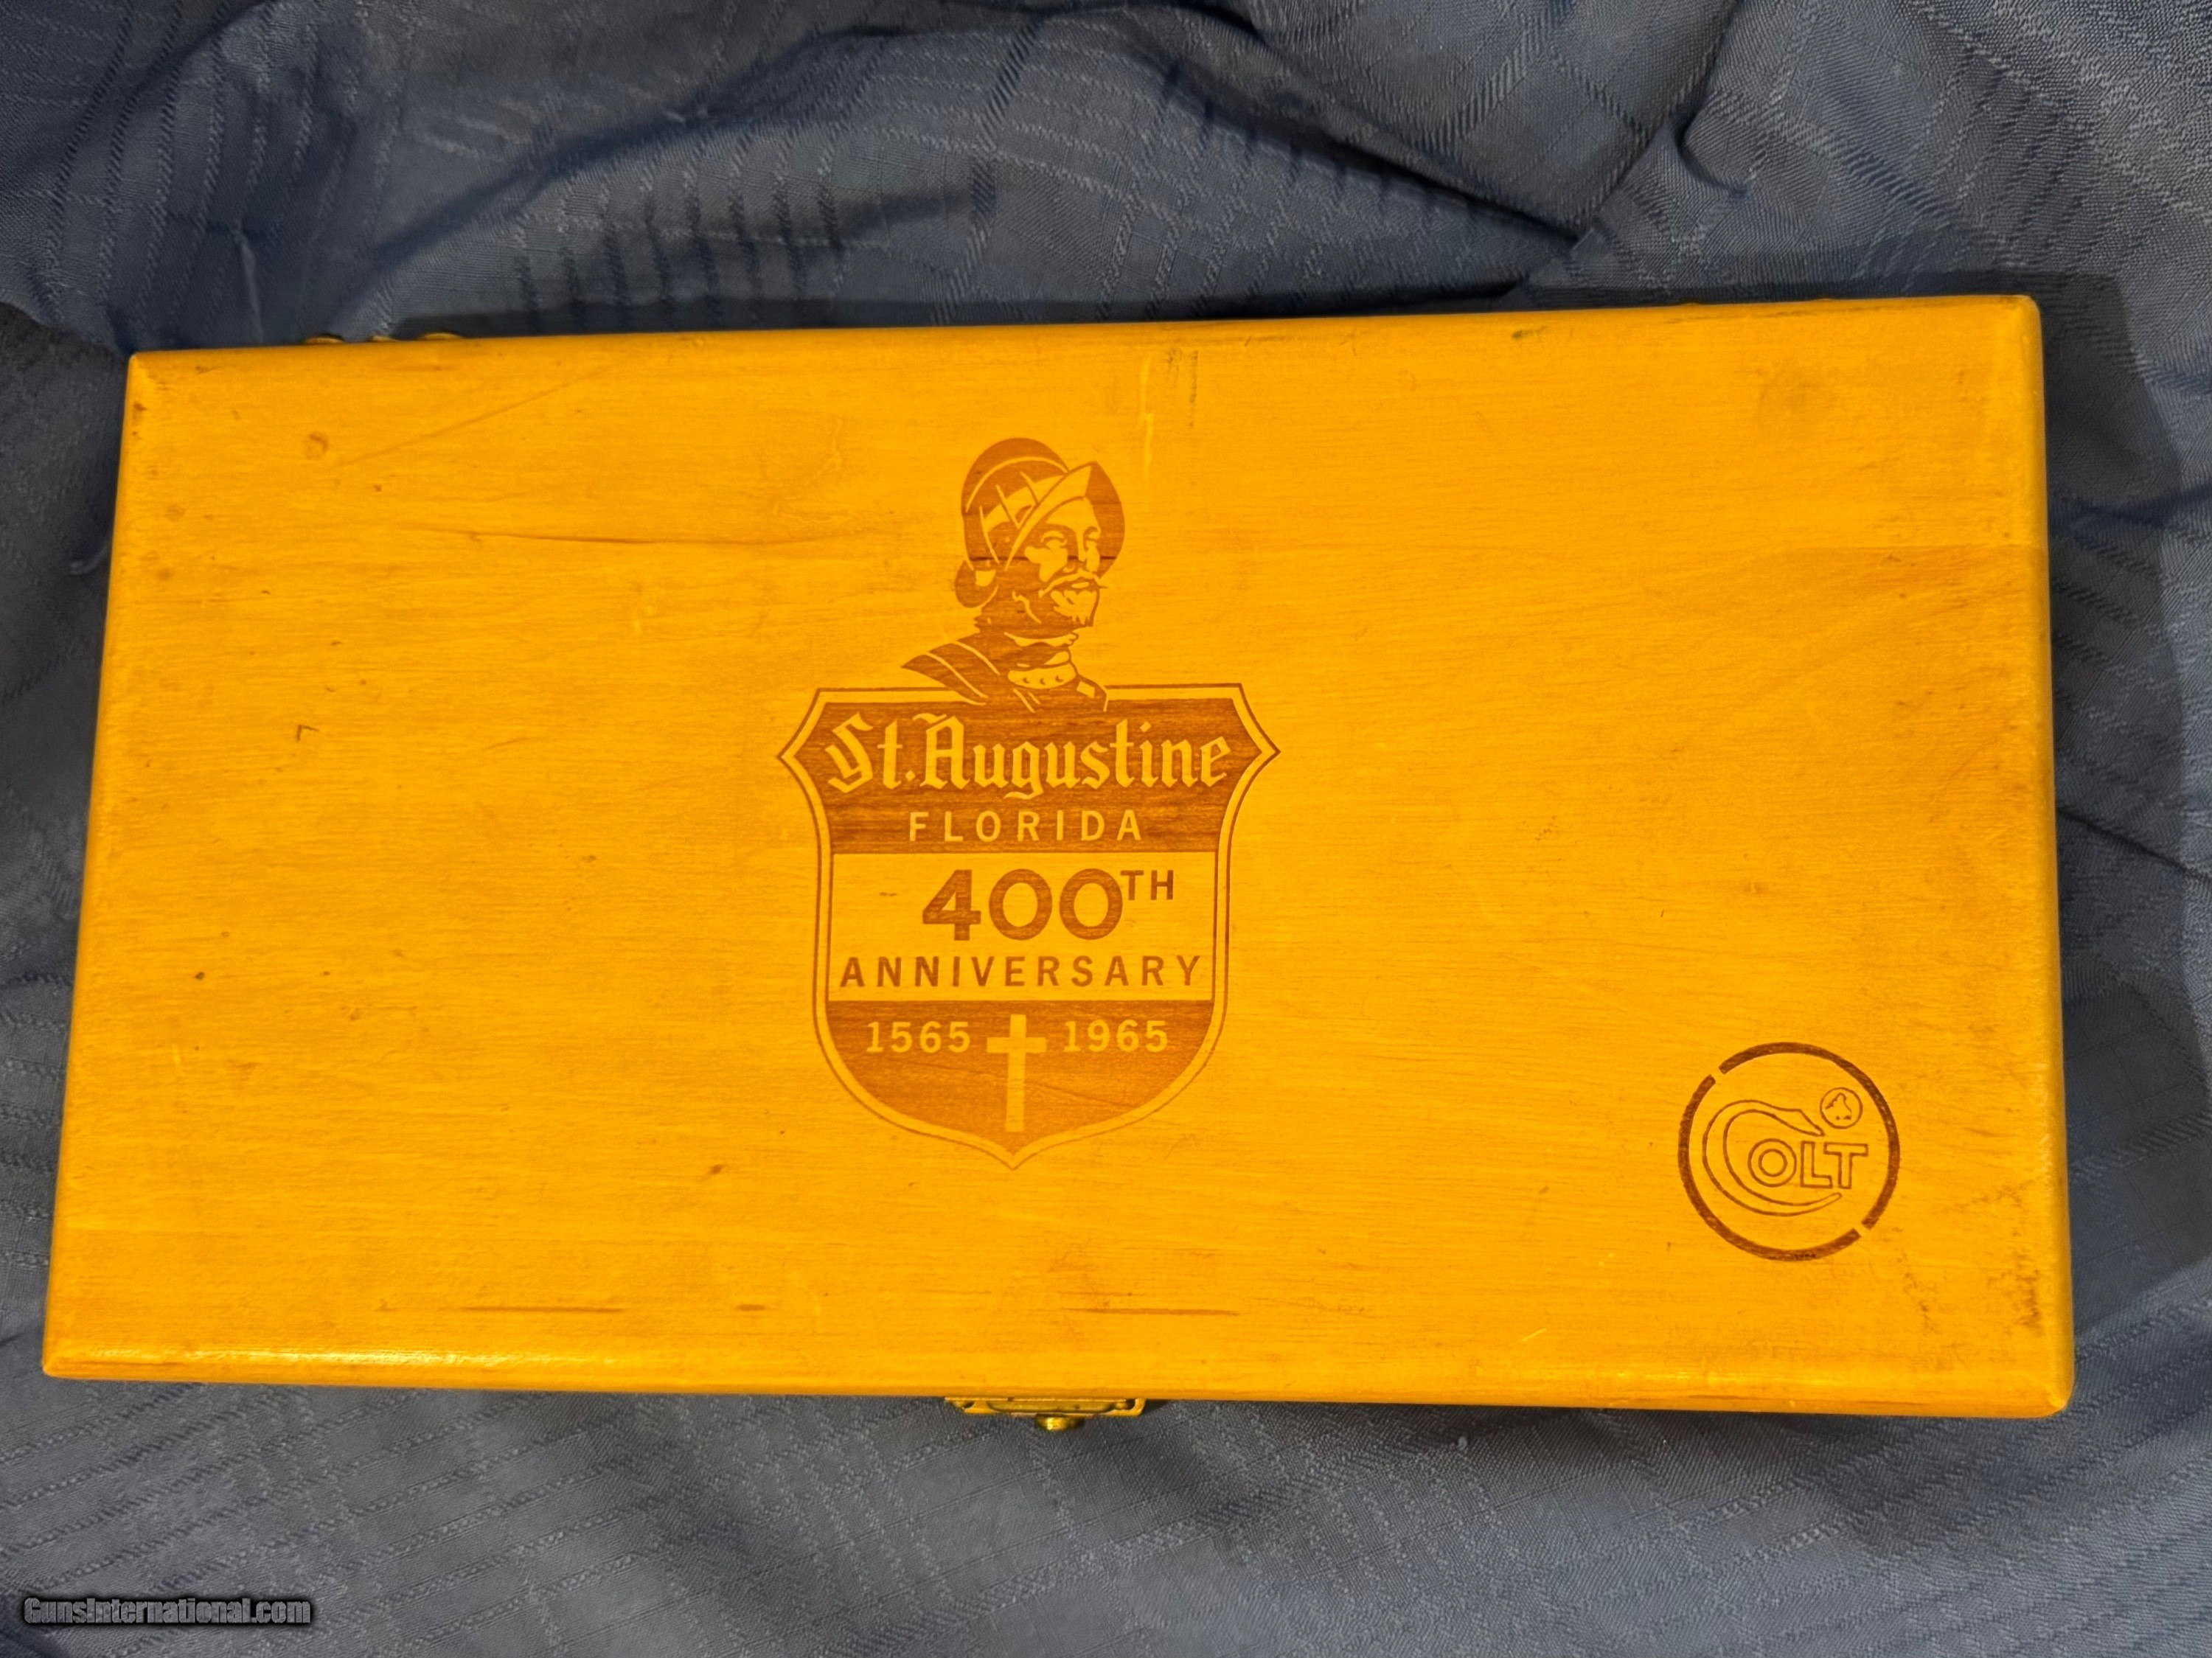 St. Augustine
FLORIDA
400TH
ANNIVERSARY
1565 1965
COLT
GunsInternational.com